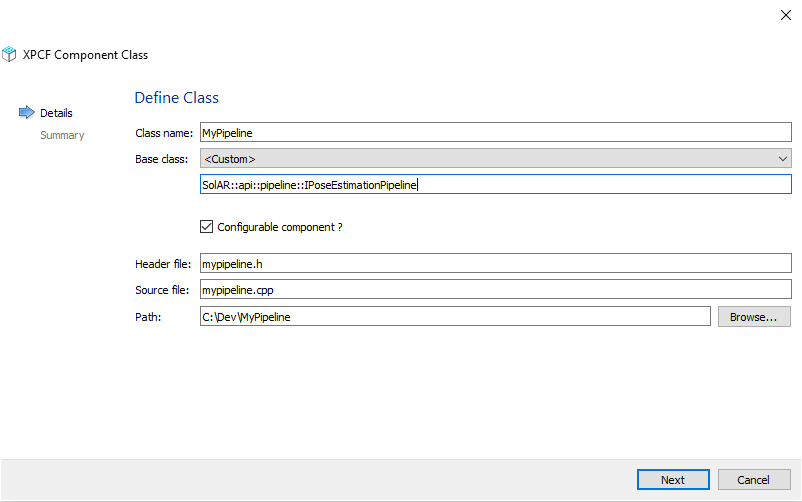 XPCF Component Class
Define Class
Details
Summary
Class name: MyPipeline
Base class: <Custom>
SolAR::api::pipeline::IPoseEstimationPipeline
Configurable component ?
Header file: mypipeline.h
Source file: mypipeline.cpp
Path: C:\Dev\MyPipeline Browse...
Next Cancel